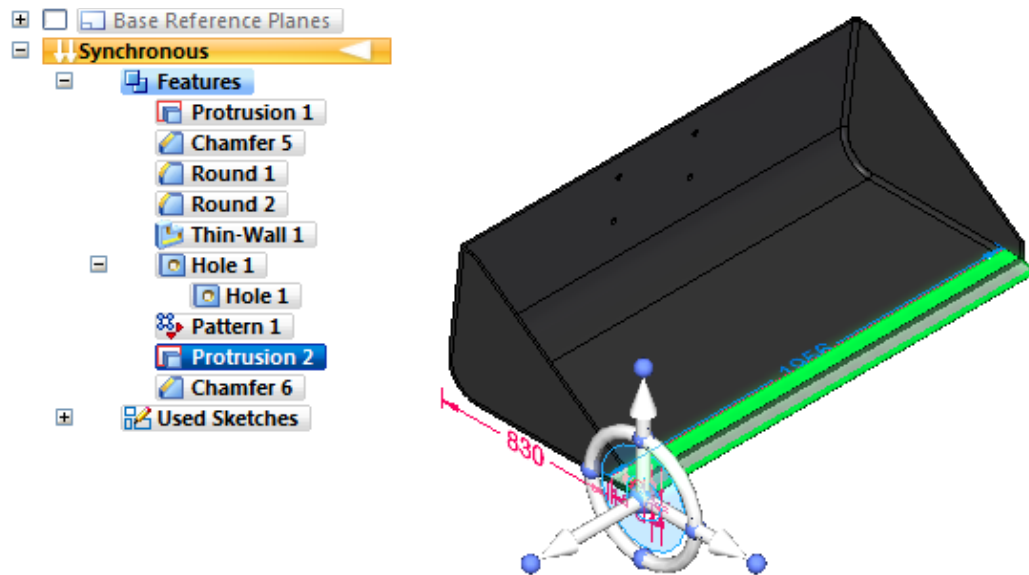 Base Reference Planes
Synchronous
Features
Protrusion 1
Chamfer 5
Round 1
Round 2
Thin-Wall 1
Hole 1
Hole 1
Pattern 1
Protrusion 2
Chamfer 6
Used Sketches
1956
830